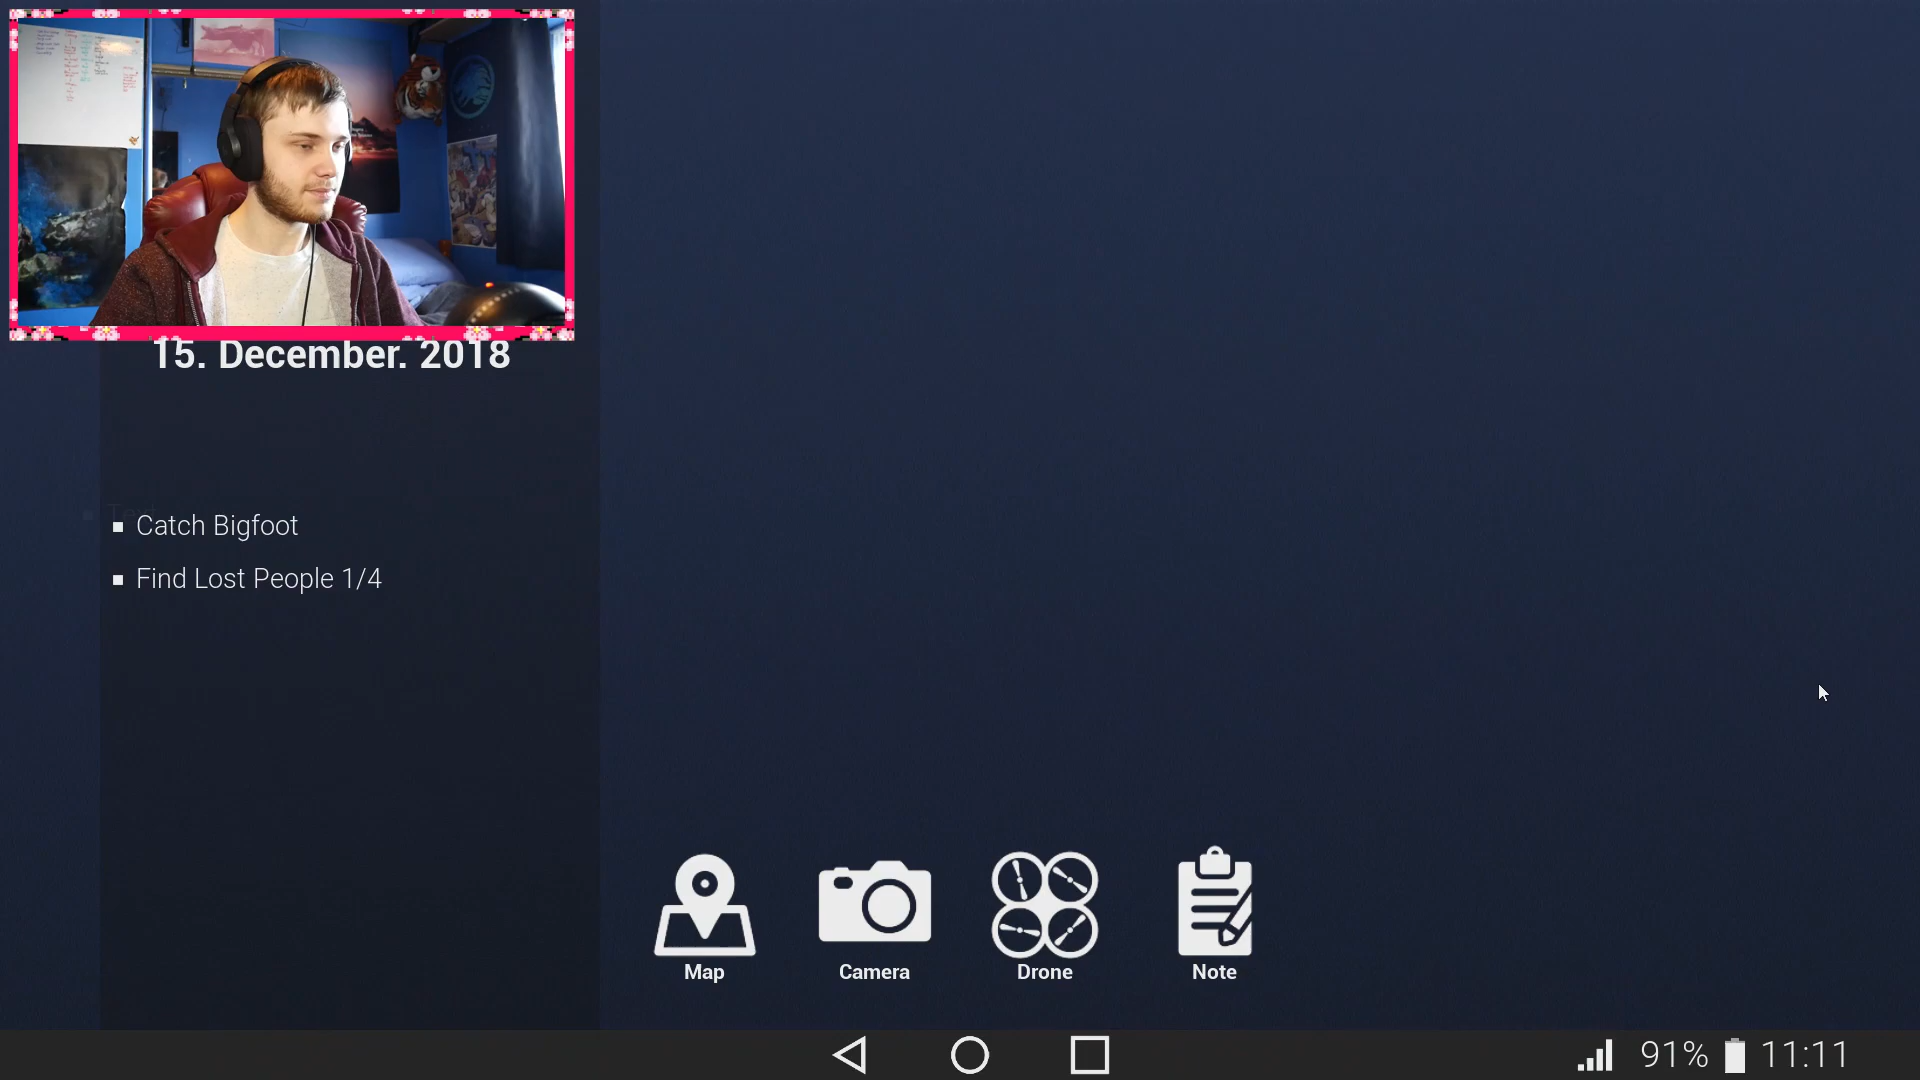 15. December. 2018
Catch Bigfoot
Find Lost People 1/4
Map
Camera
Drone
Note
91%
11:11